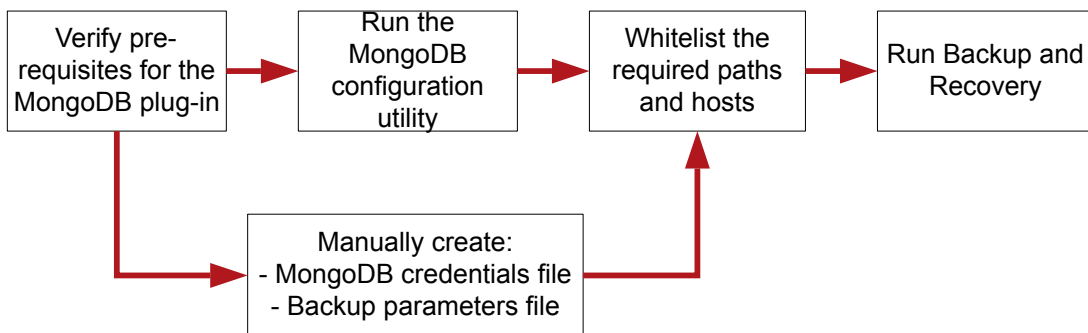 Verify pre-
requisites for the
MongoDB plug-in
Run the
MongoDB
configuration
utility
Whitelist the
required paths
and hosts
Run Backup and
Recovery
Manually create:
- MongoDB credentials file
- Backup parameters file